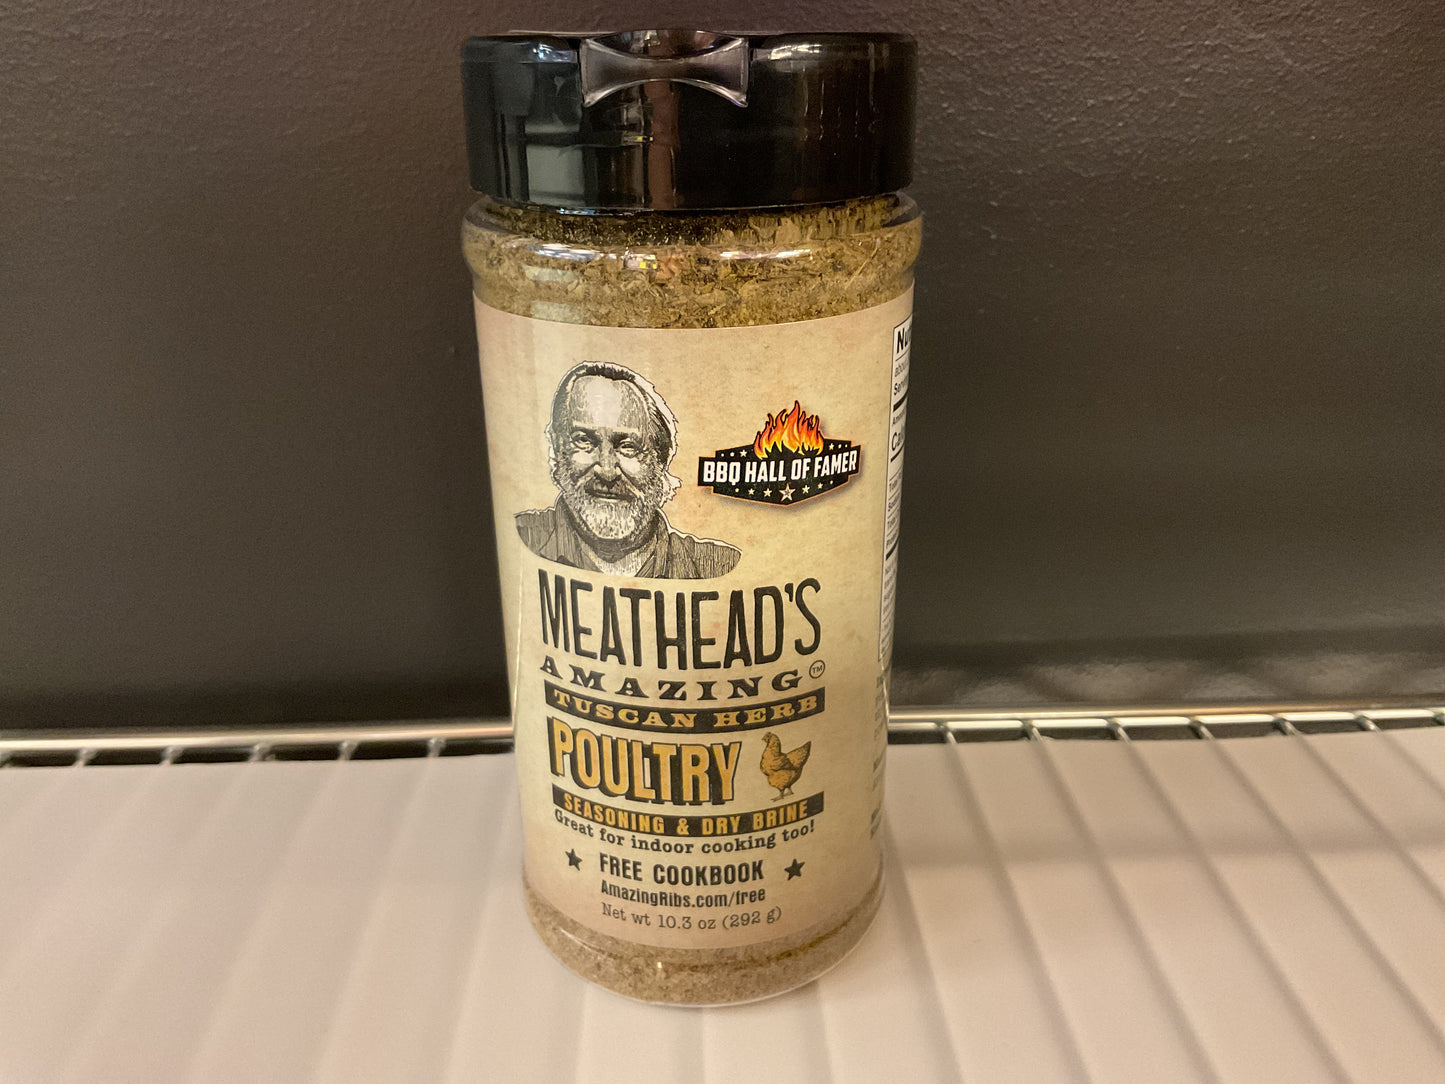 BBQ HALL OF FAMER
MEATHEAD'S
AMAZING™
TUSCAN HERB
POULTRY
SEASONING & DRY BRINE
Great for indoor cooking too!
FREE COOKBOOK
AmazingRibs.com/free
Net wt 10.3 oz (292 g)